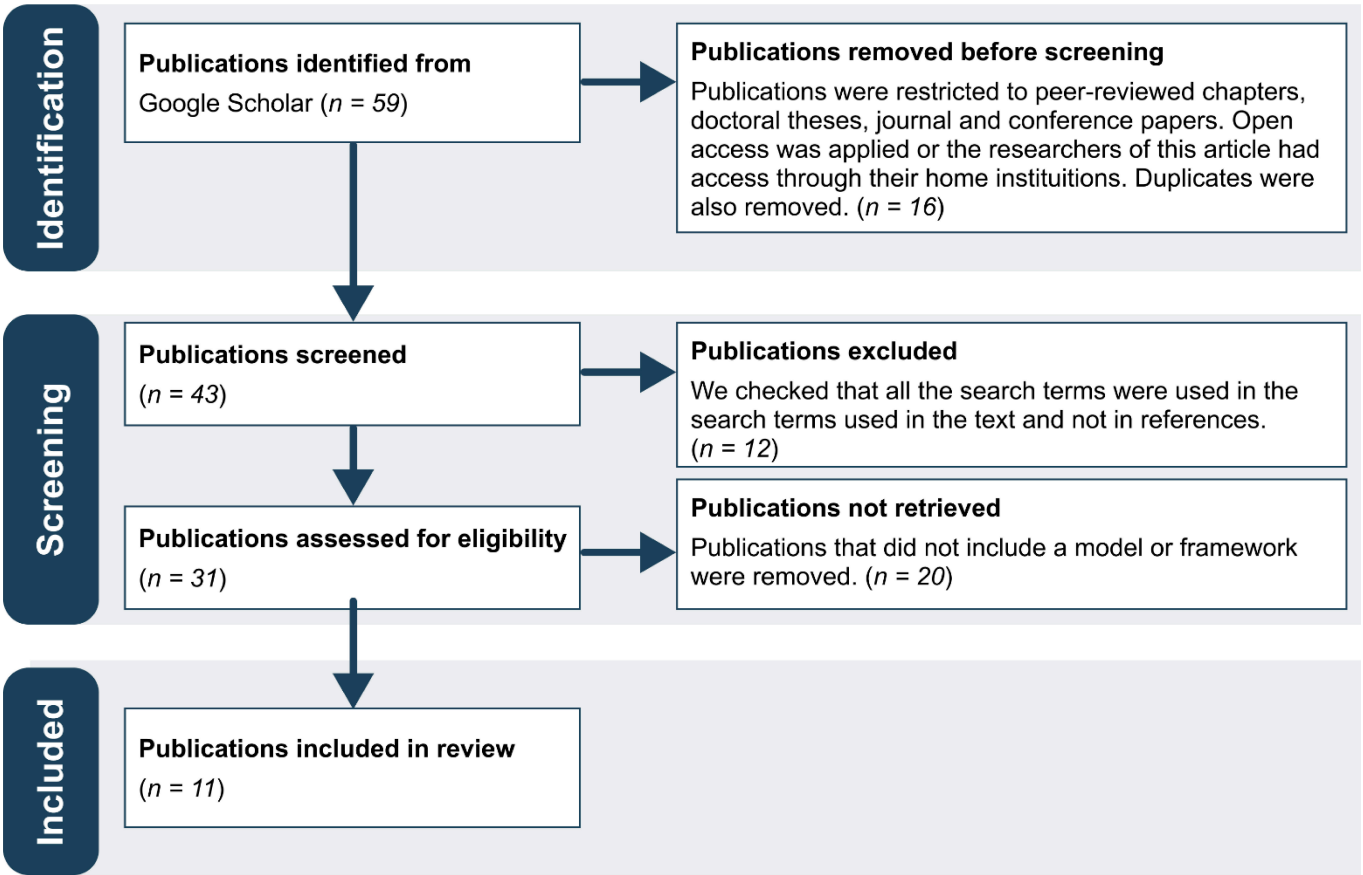 Identification
Publications identified from
Google Scholar (n = 59)
Publications removed before screening
Publications were restricted to peer-reviewed chapters,
doctoral theses, journal and conference papers. Open
access was applied or the researchers of this article had
access through their home instituitions. Duplicates were
also removed. (n = 16)
Screening
Publications screened
(n = 43)
Publications excluded
We checked that all the search terms were used in the
search terms used in the text and not in references.
(n = 12)
Publications assessed for eligibility
(n = 31)
Publications not retrieved
Publications that did not include a model or framework
were removed. (n = 20)
Included
Publications included in review
(n = 11)